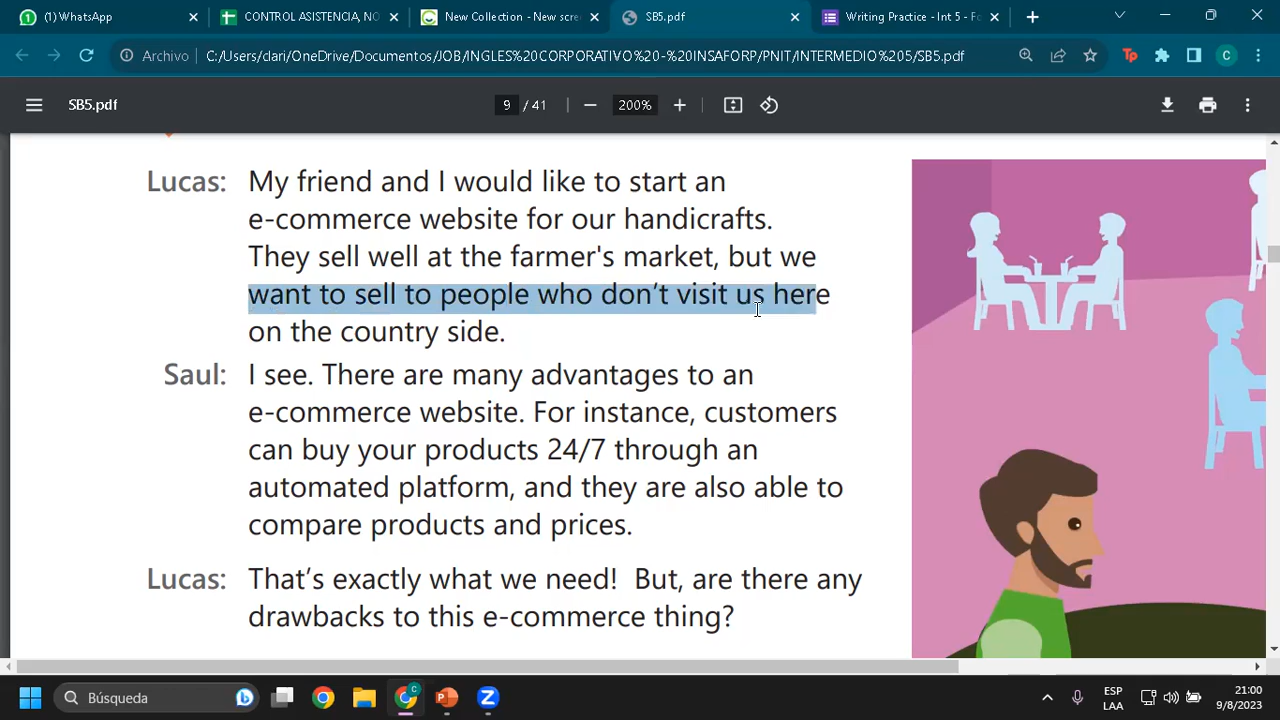 (1) WhatsApp
CONTROL ASISTENCIA, NO
New Collection - New scre
SB5.pdf
Writing Practice - Int 5 - Fo
Archivo
C:/Users/clari/OneDrive/Documentos/JOB/INGLES%20CORPORATIVO%20-%20INSAFORP/PNIT/INTERMEDIO%205/SB5.pdf
C
SB5.pdf
9 / 41
200%
Lucas: My friend and I would like to start an
e-commerce website for our handicrafts.
They sell well at the farmer's market, but we
want to sell to people who don’t visit us here
on the country side.
Saul: I see. There are many advantages to an
e-commerce website. For instance, customers
can buy your products 24/7 through an
automated platform, and they are also able to
compare products and prices.
Lucas: That’s exactly what we need! But, are there any
drawbacks to this e-commerce thing?
Búsqueda
ESP
LAA
21:00
9/8/2023